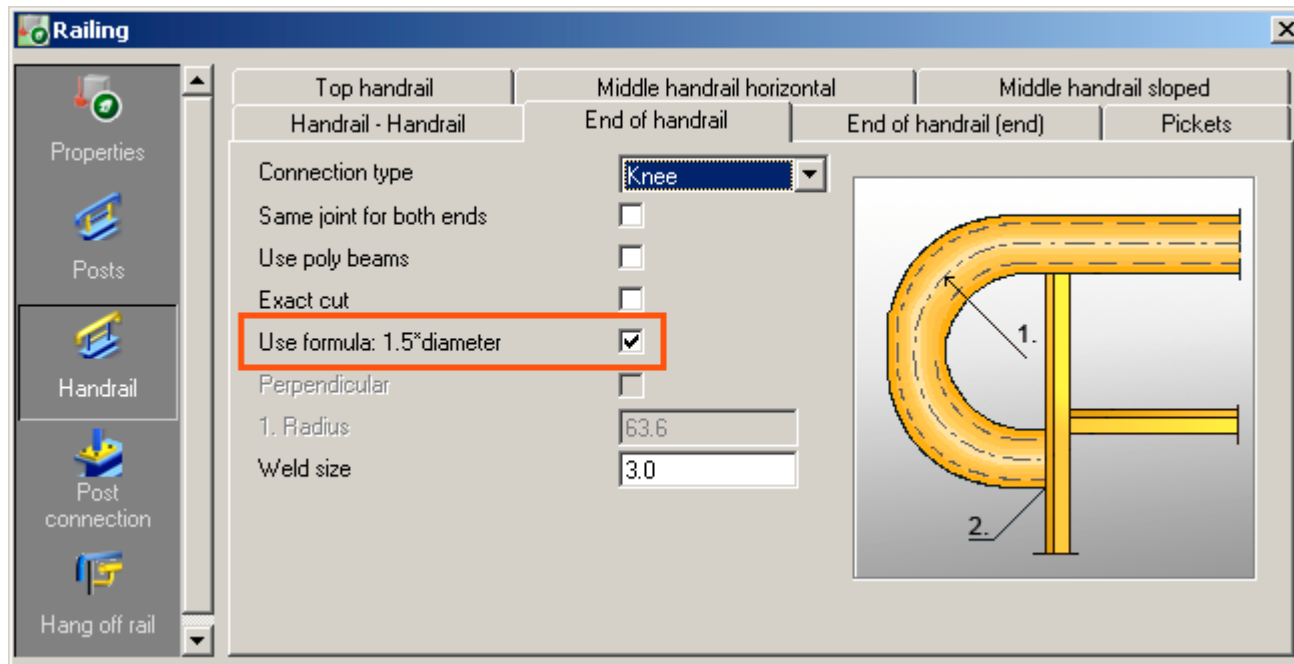 Railing
Properties
Posts
Handrail
Post
connection
Hang off rail
Top handrail
Middle handrail horizontal
Middle handrail sloped
Handrail - Handrail
End of handrail
End of handrail (end)
Pickets
Connection type
Knee
Same joint for both ends
Use poly beams
Exact cut
Use formula: 1.5*diameter
Perpendicular
1. Radius
63.6
Weld size
3.0
1.
2.